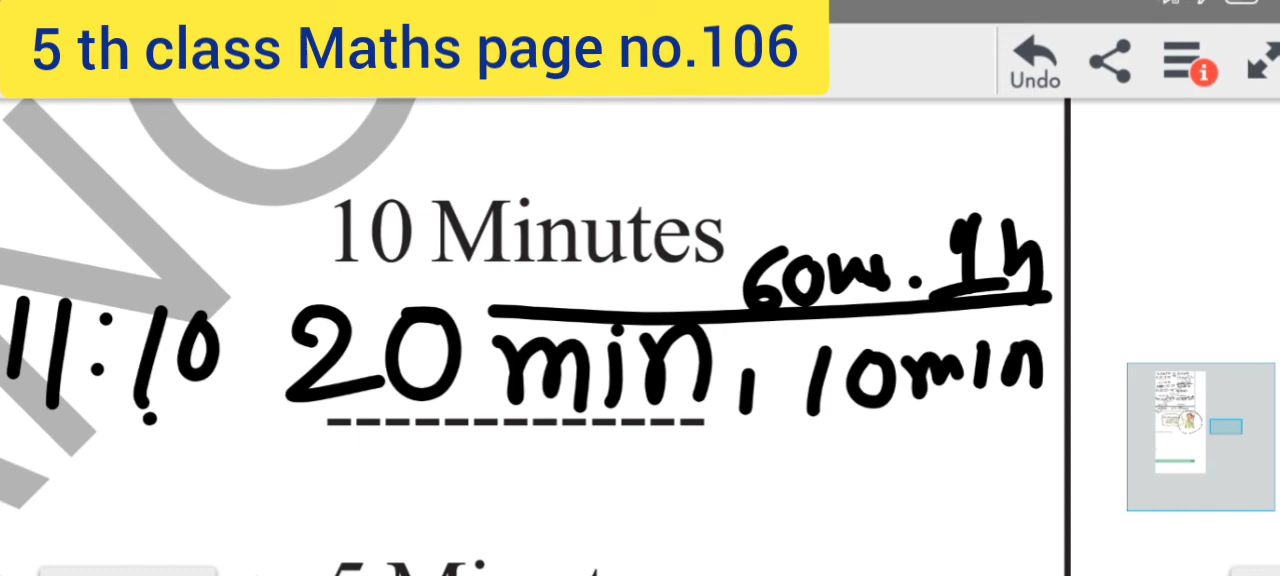 5 th class Maths page no.106
Undo
10 Minutes
60m. 1h
11:10 20 min, 10min